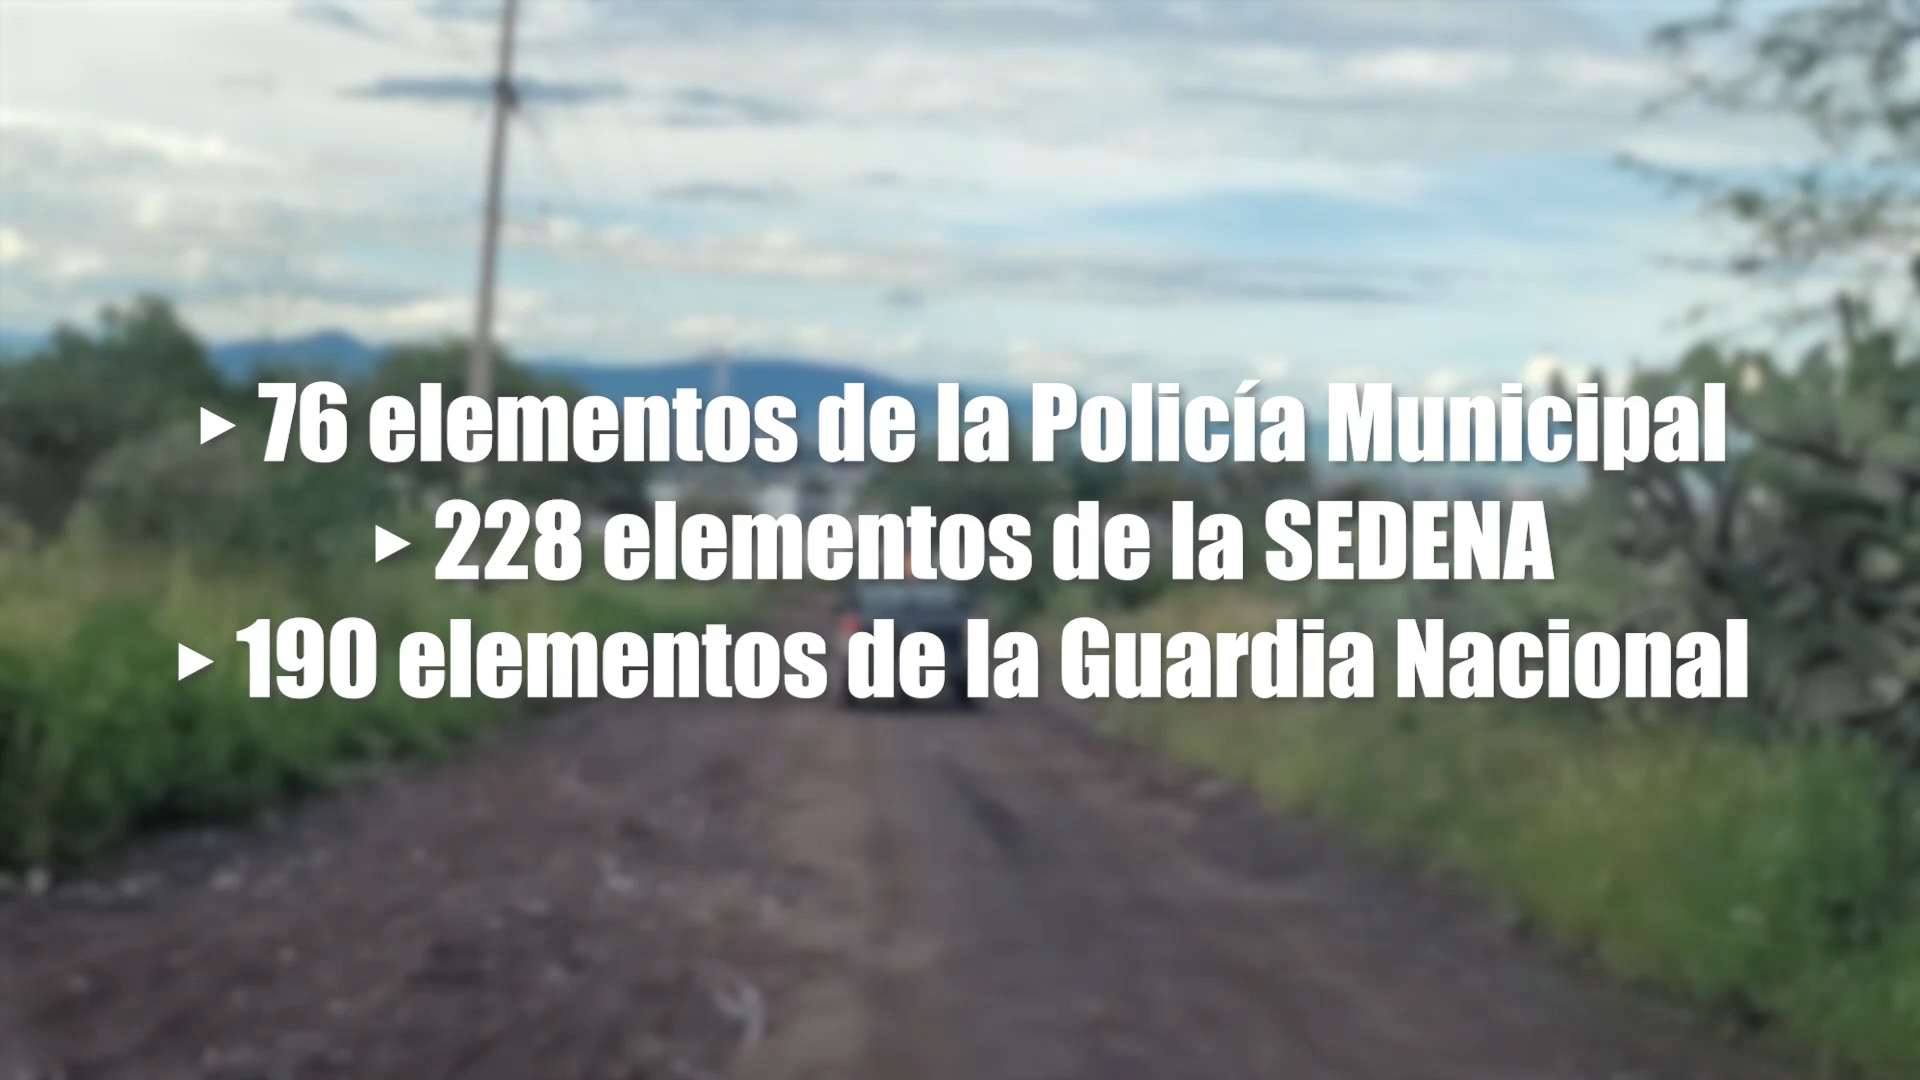 ▸ 76 elementos de la Policía Municipal
▸ 228 elementos de la SEDENA
▸ 190 elementos de la Guardia Nacional